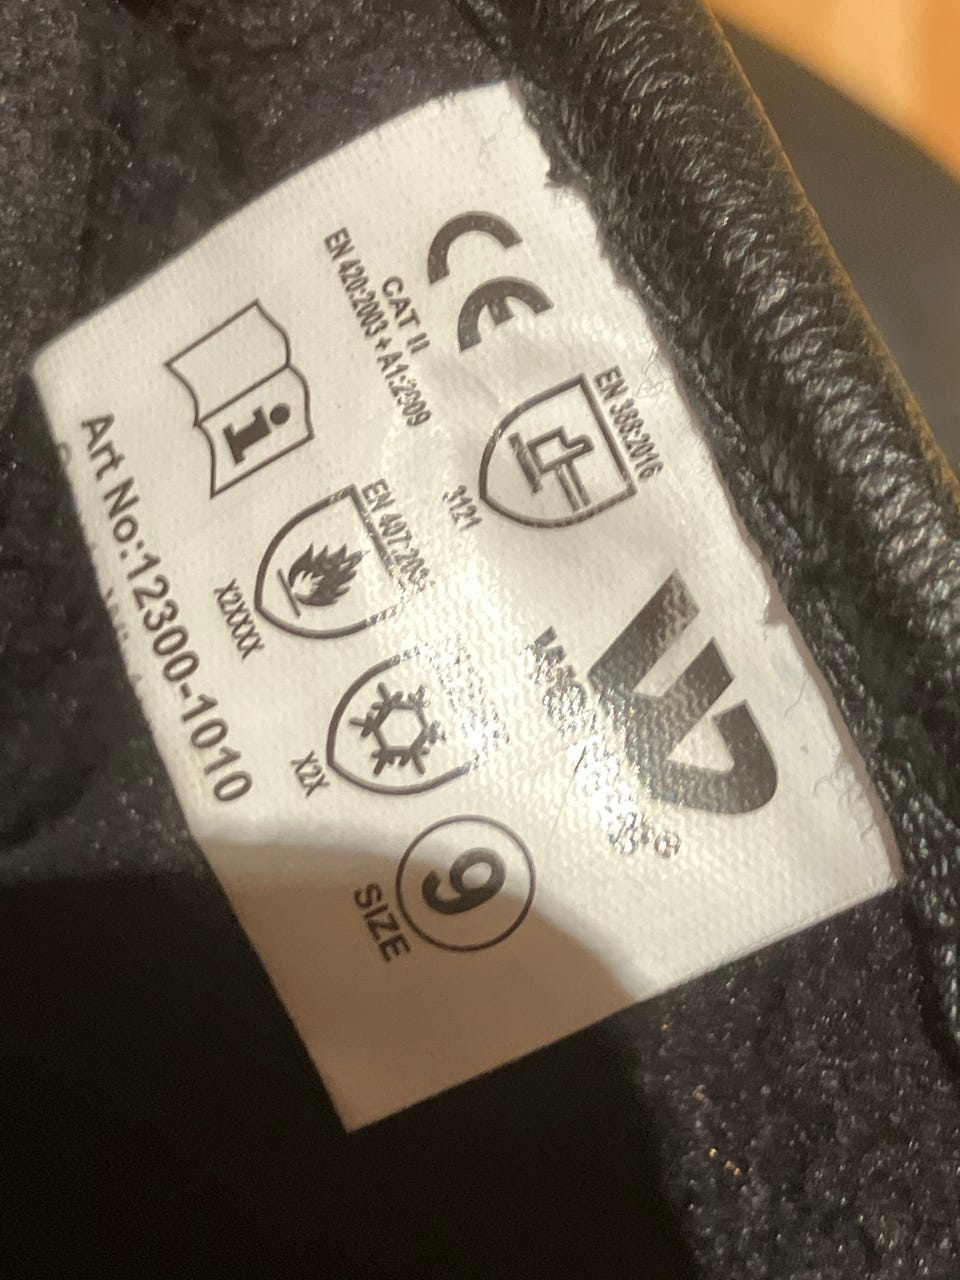 CE
CAT II
EN 420:2003 + A1:2009
EN 388:2016
3121
EN 407:
X2XXXX
X2X
9
SIZE
Art No:12300-1010